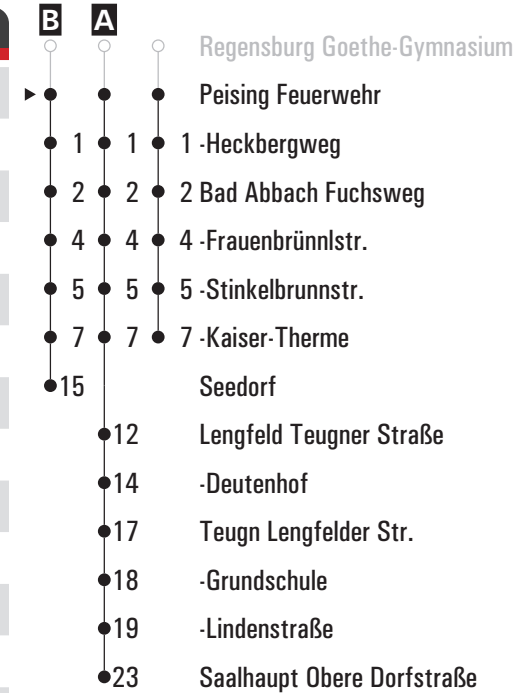 B A
Regensburg Goethe-Gymnasium
Peising Feuerwehr
1 1 1 -Heckbergweg
2 2 2 Bad Abbach Fuchsweg
4 4 4 -Frauenbrünnlstr.
5 5 5 -Stinkelbrunnstr.
7 7 7 -Kaiser-Therme
15 Seedorf
12 Lengfeld Teugner Straße
14 -Deutenhof
17 Teugn Lengfelder Str.
18 -Grundschule
19 -Lindenstraße
23 Saalhaupt Obere Dorfstraße